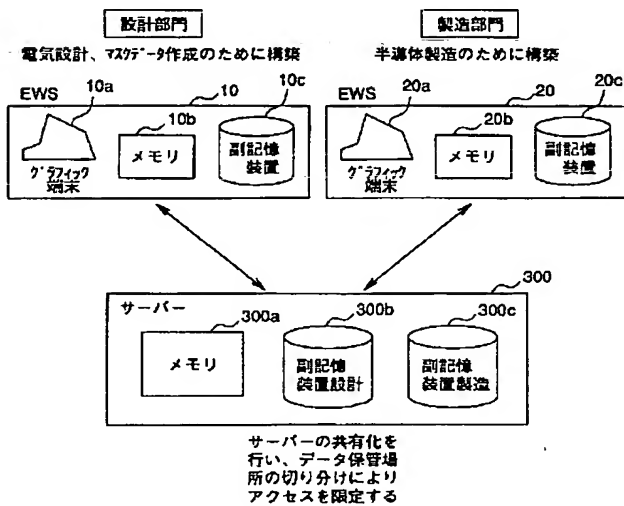 設計部門
電気設計、マスクデータ作成のために構築
EWS
10
10a
10b
10c
メモリ
副記憶
装置
グラフィック
端末
製造部門
半導体製造のために構築
EWS
20
20a
20b
20c
メモリ
副記憶
装置
グラフィック
端末
300
サーバー
300a
300b
300c
メモリ
副記憶
装置設計
副記憶
装置製造
サーバーの共有化を
行い、データ保管場
所の切り分けにより
アクセスを限定する